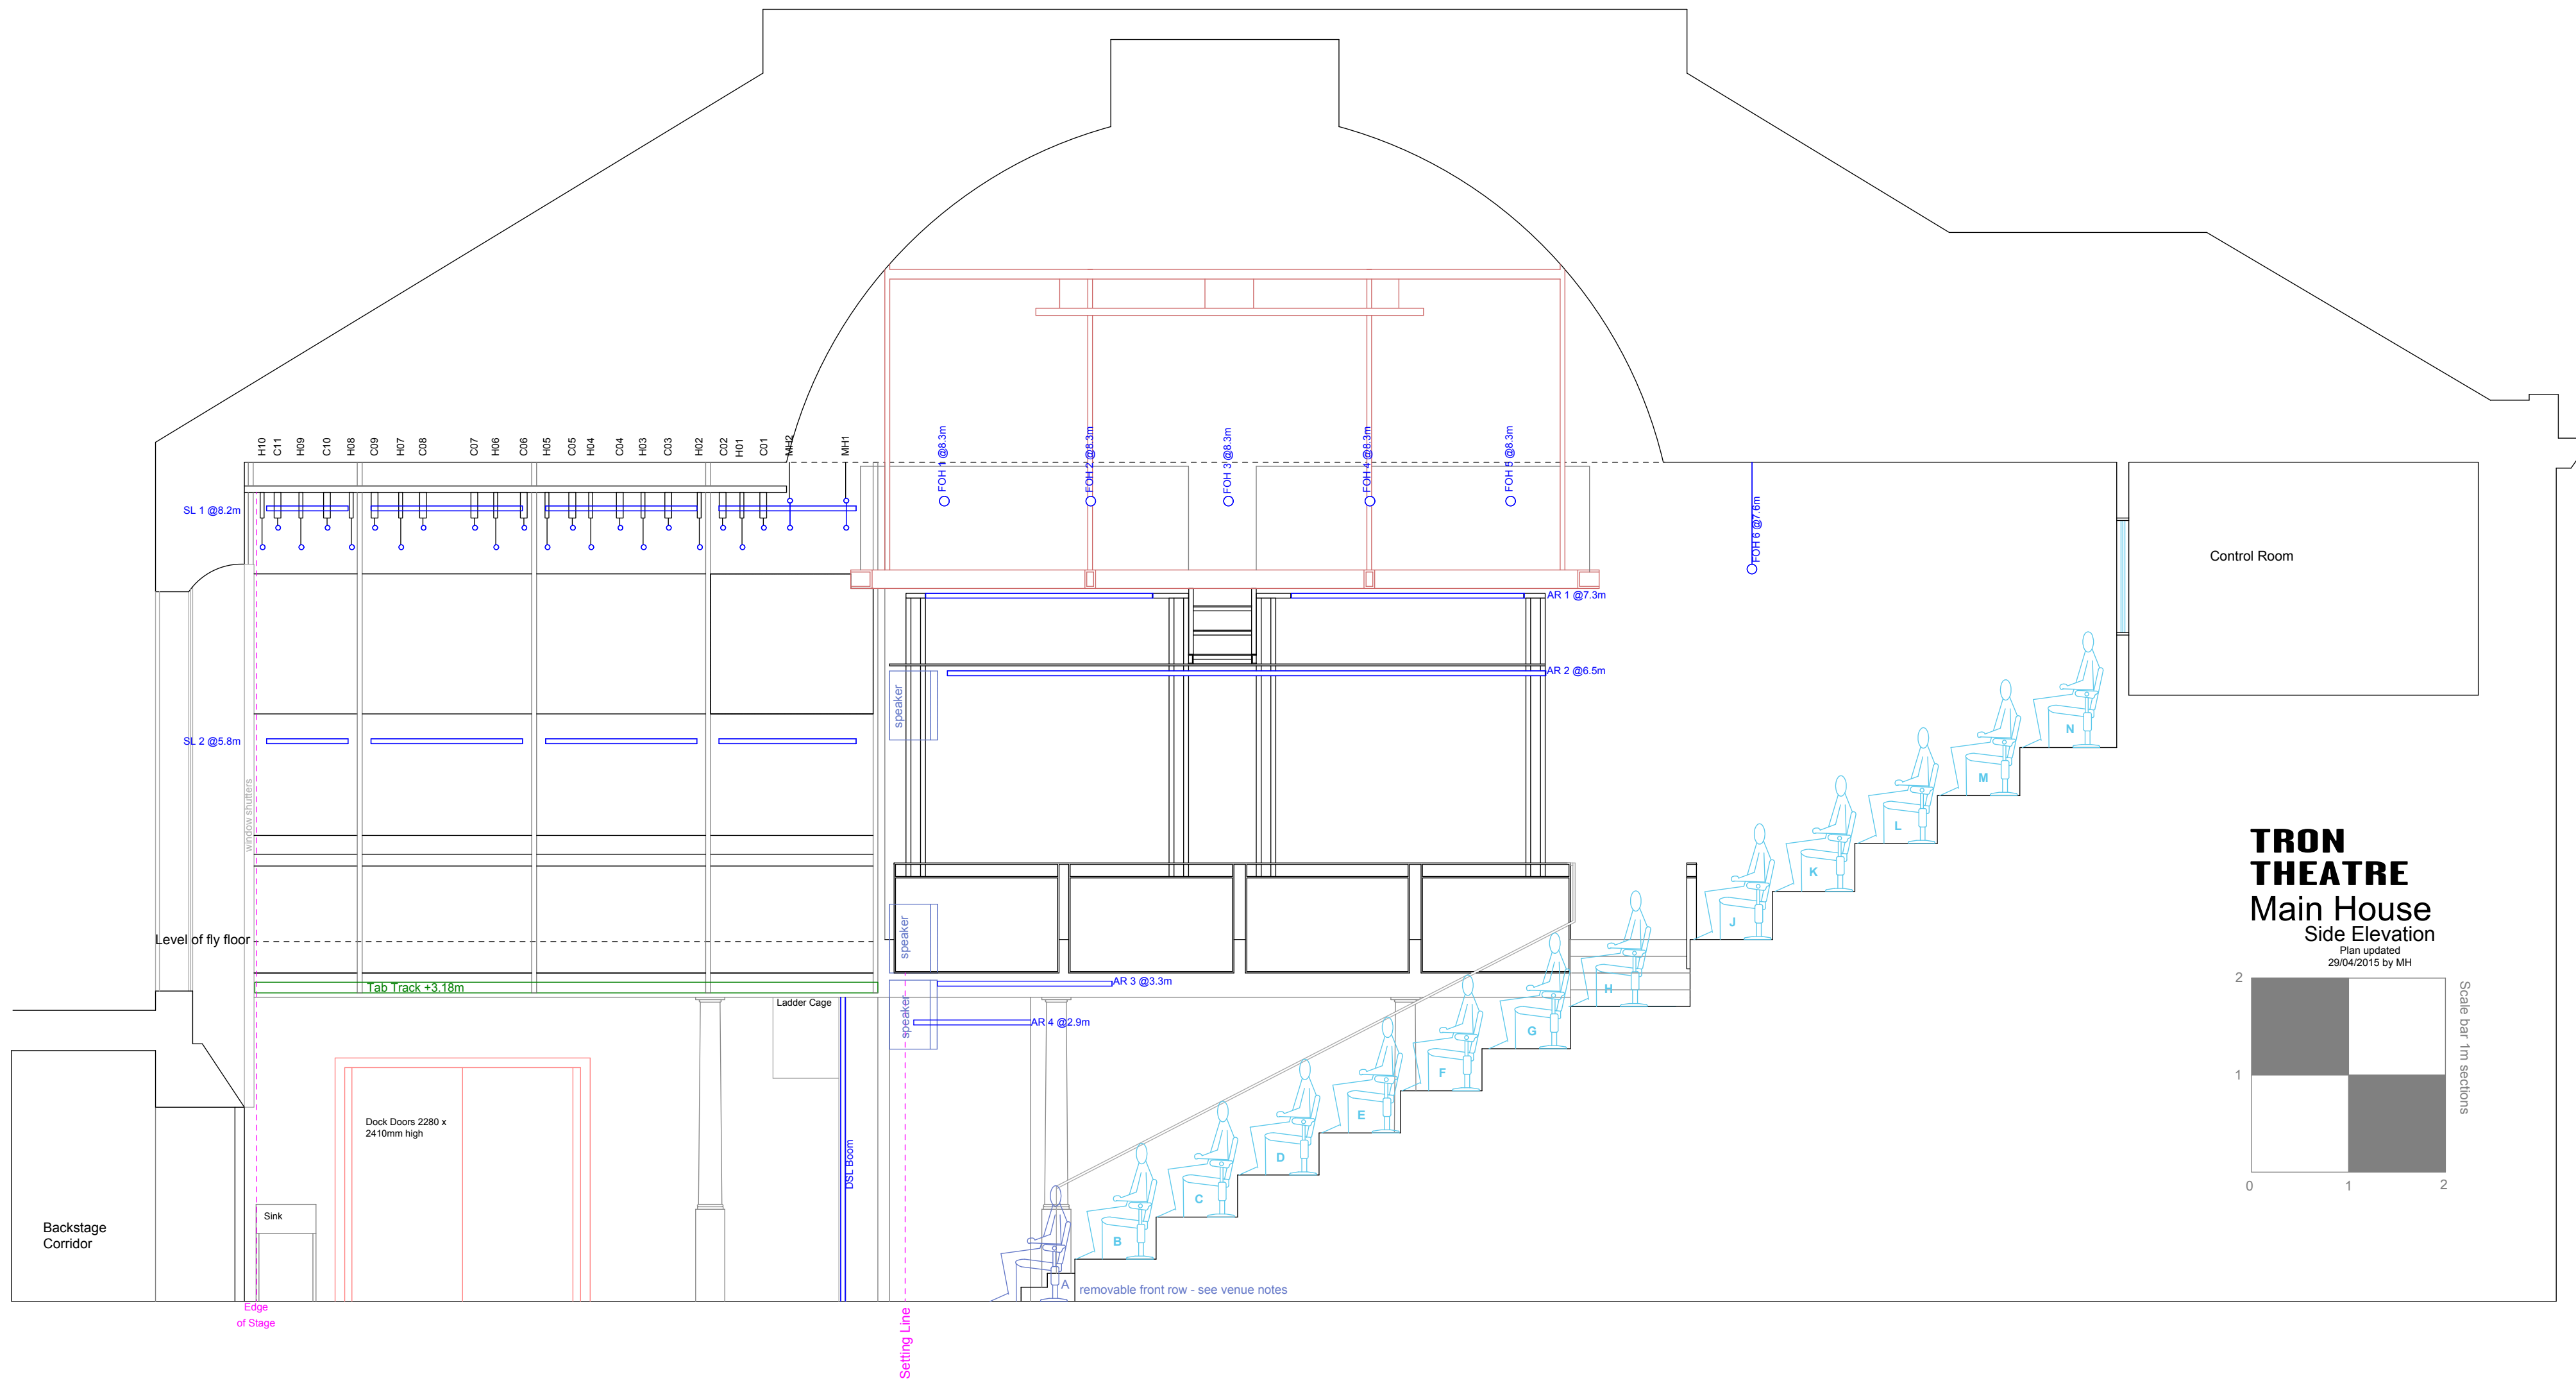 H10
C11
H09
C10
H08
C09
H07
C08
C07
H06
C06
H05
C05
H04
C04
H03
C03
H02
C02
H01
C01
MH2
MH1
FOH 1 @8.3m
FOH 2 @8.3m
FOH 3 @8.3m
FOH 4 @8.3m
FOH 5 @8.3m
FOH 6 @7.6m
SL 1 @8.2m
Control Room
AR 1 @7.3m
AR 2 @6.5m
speaker
SL 2 @5.8m
window shutters
N
M
L
K
J
H
G
F
E
D
C
B
A
Level of fly floor
speaker
Tab Track +3.18m
AR 3 @3.3m
Ladder Cage
speaker
AR 4 @2.9m
Dock Doors 2280 x
2410mm high
DSL Boom
Sink
Backstage
Corridor
removable front row - see venue notes
Edge
of Stage
Setting Line
TRON
THEATRE
Main House
Side Elevation
Plan updated
29/04/2015 by MH
2
1
0
1
2
Scale bar 1m sections